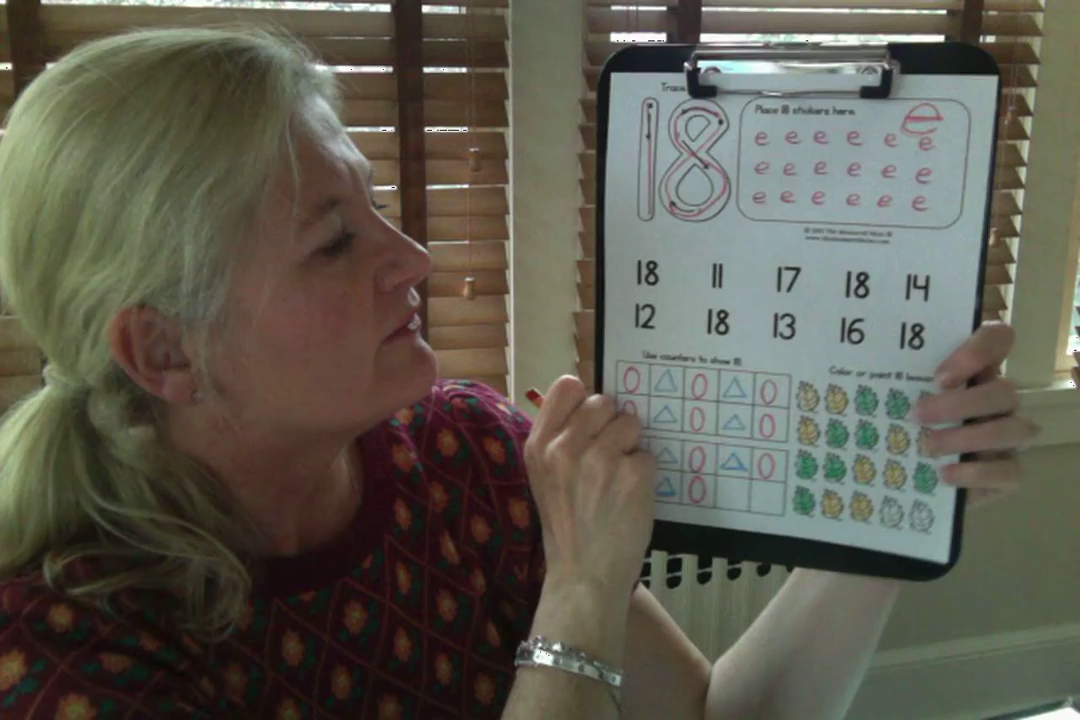 Trace
18
Place 18 stickers here.
e
e e e e e e
e e e e e e
e e e e e e
18 11 17 18 14
12 18 13 16 18
Use counters to show 18.
Color or paint 18